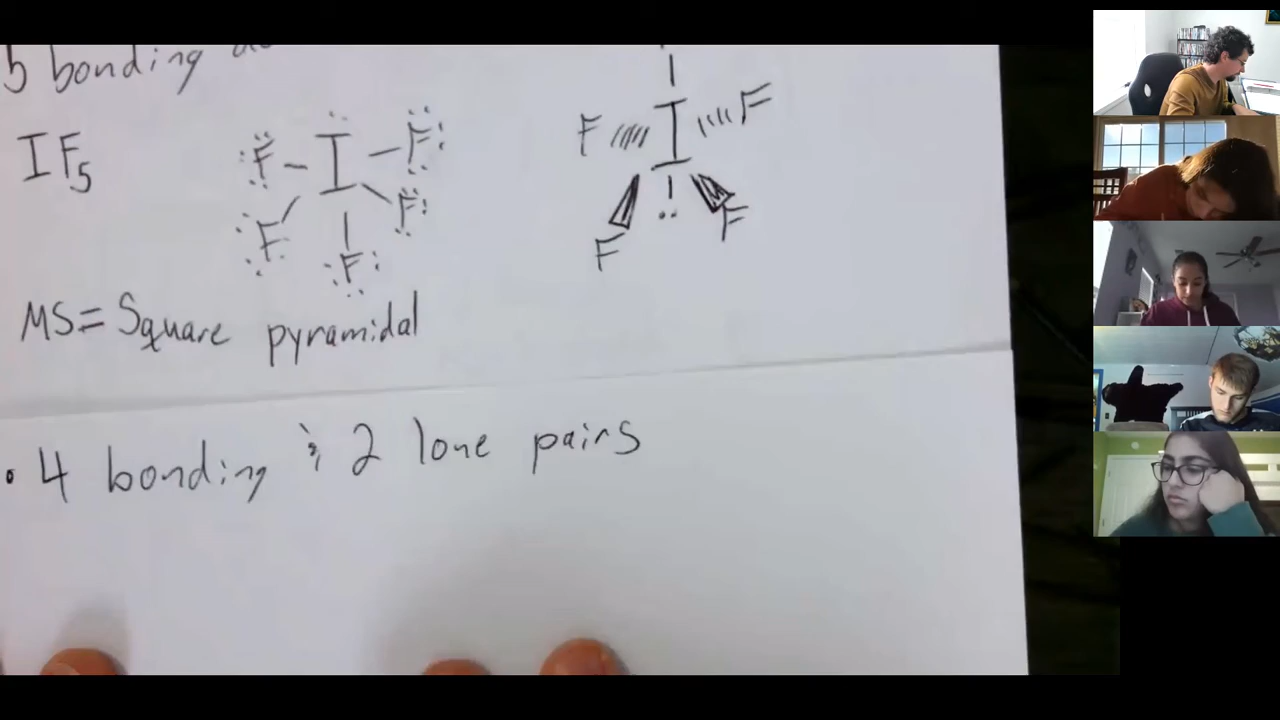 5 bonding
IF5
:F – I – F:
F F F
F I F
F F
MS= Square pyramidal
• 4 bonding & 2 lone pairs